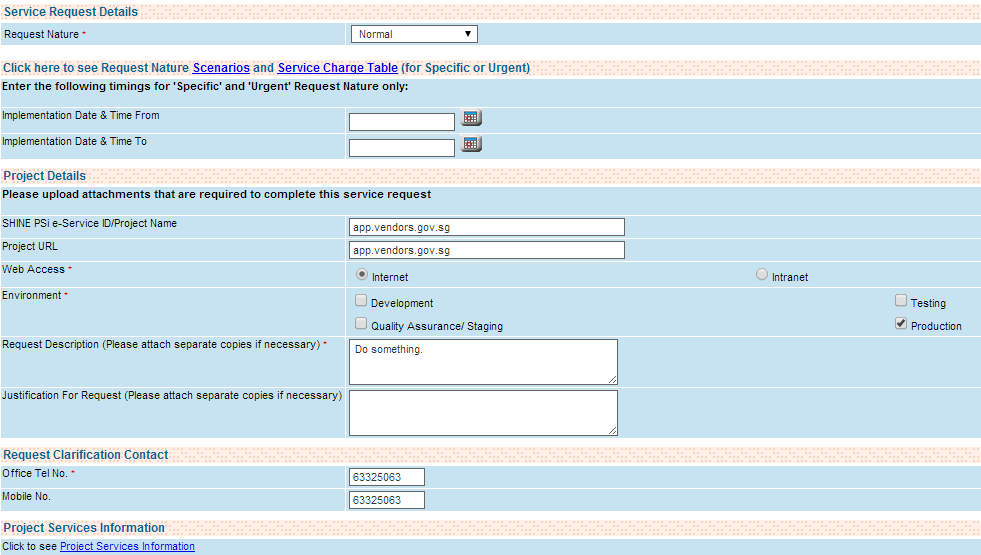 Service Request Details
Request Nature * Normal
Click here to see Request Nature Scenarios and Service Charge Table (for Specific or Urgent)
Enter the following timings for 'Specific' and 'Urgent' Request Nature only:
Implementation Date & Time From
Implementation Date & Time To
Project Details
Please upload attachments that are required to complete this service request
SHINE PSi e-Service ID/Project Name app.vendors.gov.sg
Project URL app.vendors.gov.sg
Web Access * Internet Intranet
Environment * Development Testing
Quality Assurance/ Staging Production
Request Description (Please attach separate copies if necessary) * Do something.
Justification For Request (Please attach separate copies if necessary)
Request Clarification Contact
Office Tel No. * 63325063
Mobile No. 63325063
Project Services Information
Click to see Project Services Information